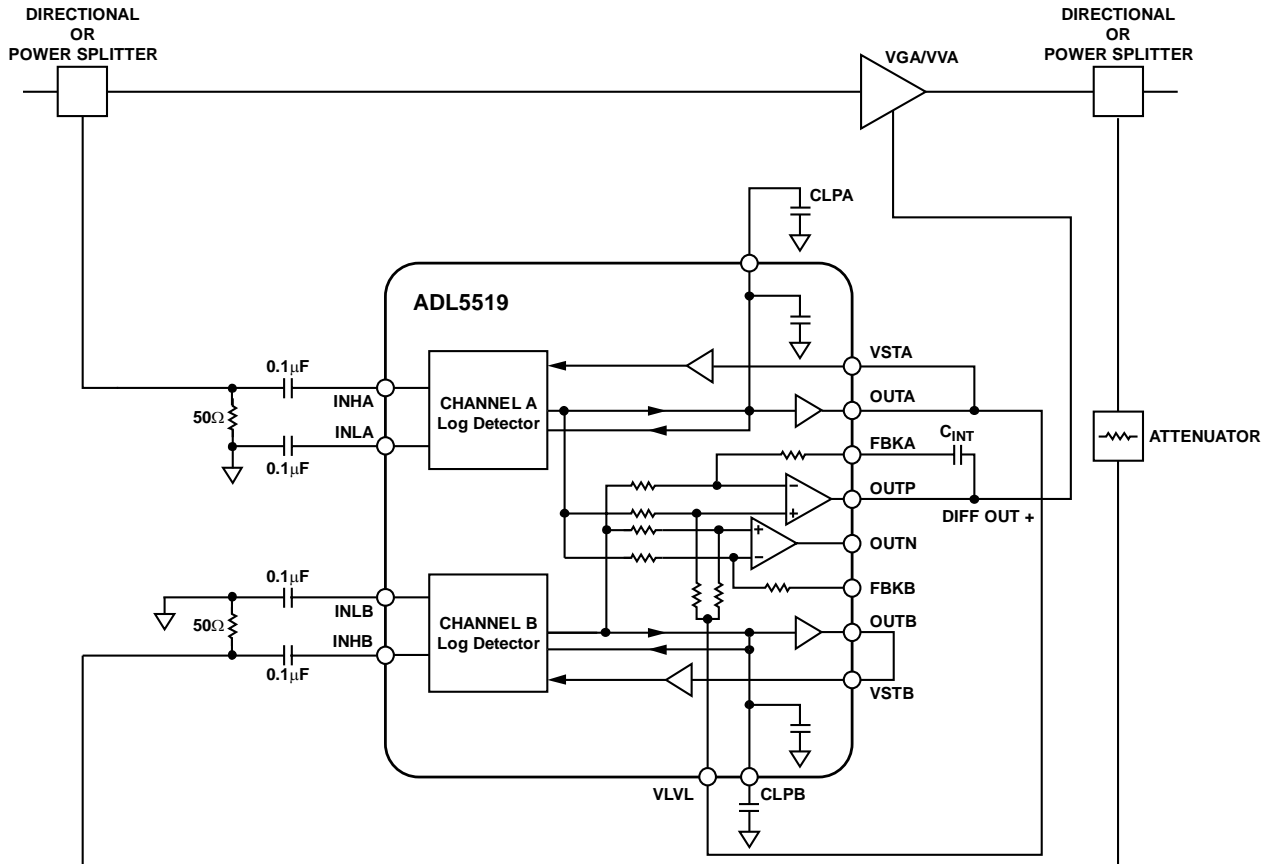 DIRECTIONAL
OR
POWER SPLITTER
VGA/VVA
DIRECTIONAL
OR
POWER SPLITTER
CLPA
ADL5519
VSTA
0.1µF
INHA
CHANNEL A
Log Detector
OUTA
50Ω
INLA
0.1µF
FBKA
CINT
ATTENUATOR
OUTP
DIFF OUT +
OUTN
FBKB
0.1µF
INLB
50Ω
CHANNEL B
Log Detector
OUTB
INHB
0.1µF
VSTB
VLVL
CLPB